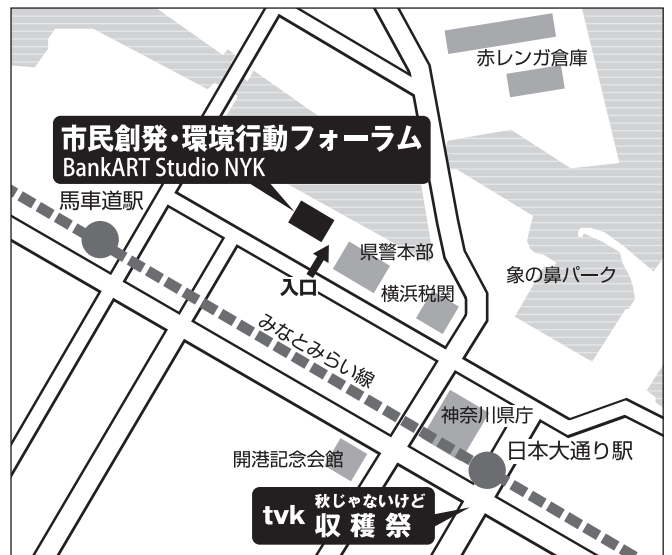 赤レンガ倉庫
市民創発・環境行動フォーラム
BankART Studio NYK
馬車道駅
県警本部
入口
横浜税関
象の鼻パーク
みなとみらい線
神奈川県庁
日本大通り駅
開港記念会館
tvk 秋じゃないけど
収穫祭